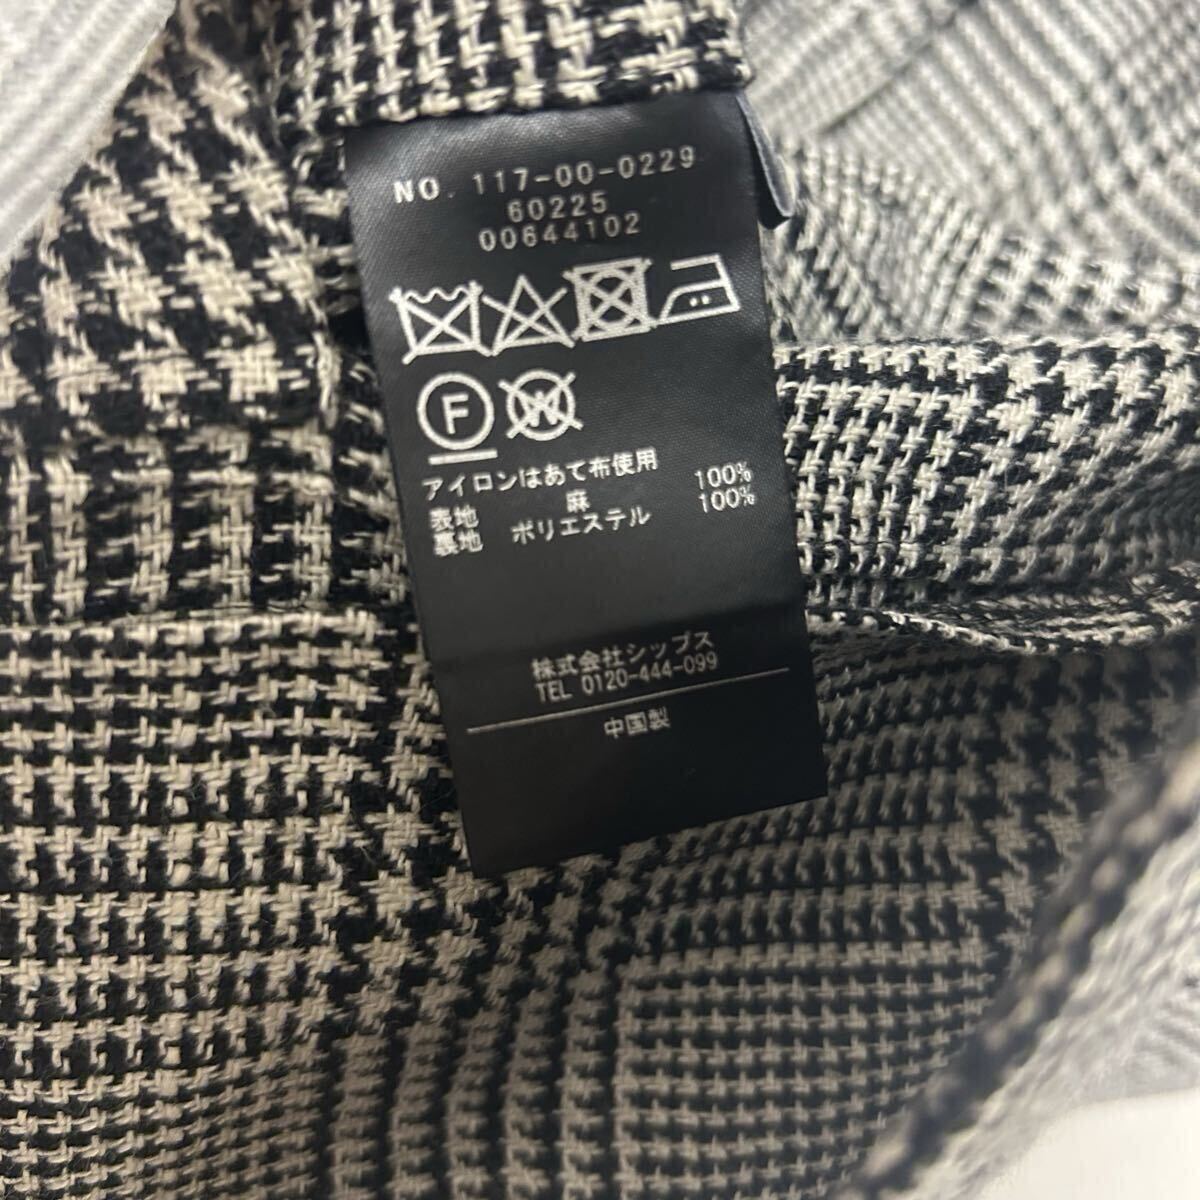 NO. 117-00-0229
60225
00644102
F W
アイロンはあて布使用
表地 麻 100%
裏地 ポリエステル 100%
株式会社シップス
TEL 0120-444-099
中国製